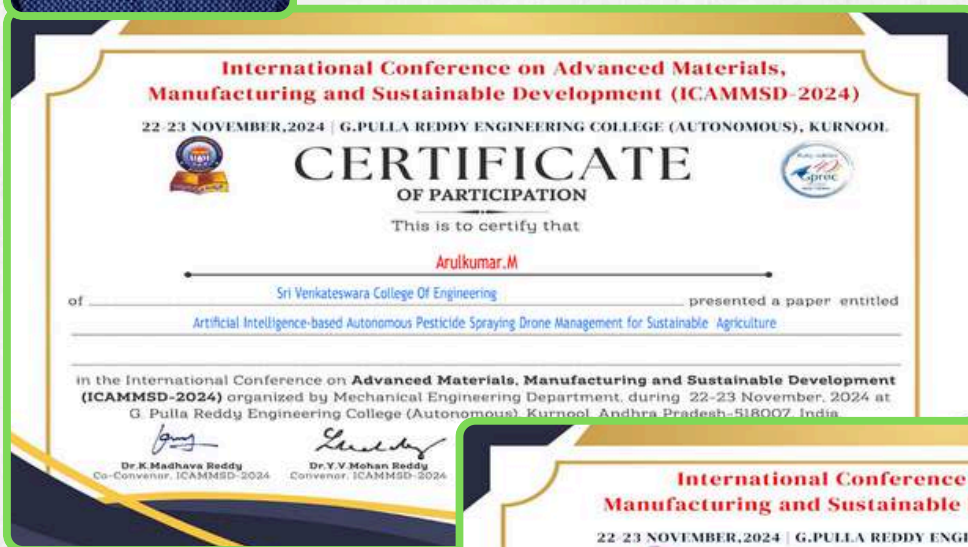 International Conference on Advanced Materials,
Manufacturing and Sustainable Development (ICAMMSD-2024)
22-23 NOVEMBER,2024 | G.PULLA REDDY ENGINEERING COLLEGE (AUTONOMOUS), KURNOOL
CERTIFICATE
OF PARTICIPATION
Gprec
This is to certify that
Arulkumar.M
of Sri Venkateswara College Of Engineering presented a paper entitled
Artificial Intelligence-based Autonomous Pesticide Spraying Drone Management for Sustainable Agriculture
in the International Conference on Advanced Materials, Manufacturing and Sustainable Development
(ICAMMSD-2024) organized by Mechanical Engineering Department, during 22-23 November, 2024 at
G. Pulla Reddy Engineering College (Autonomous), Kurnool, Andhra Pradesh-518007, India.
Dr.K.Madhava Reddy Dr.Y.V.Mohan Reddy
Co-Convenor, ICAMMSD-2024 Convenor, ICAMMSD-2024
International Conference
Manufacturing and Sustainable
22-23 NOVEMBER,2024 | G.PULLA REDDY ENGI